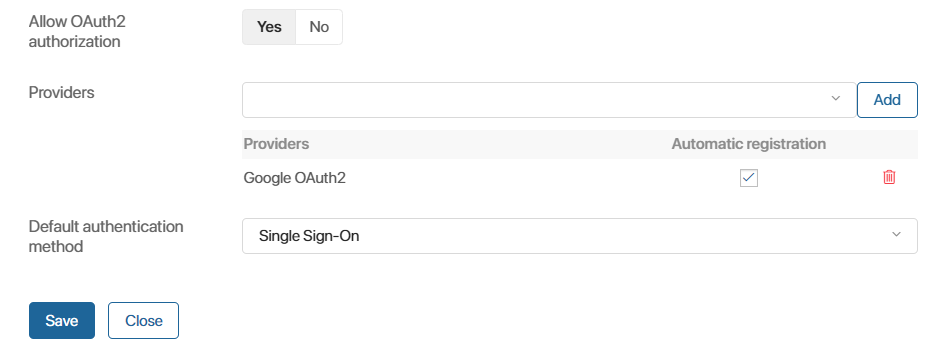 Allow OAuth2
authorization
Yes No
Providers
Add
Providers Automatic registration
Google OAuth2
Default authentication
method
Single Sign-On
Save Close